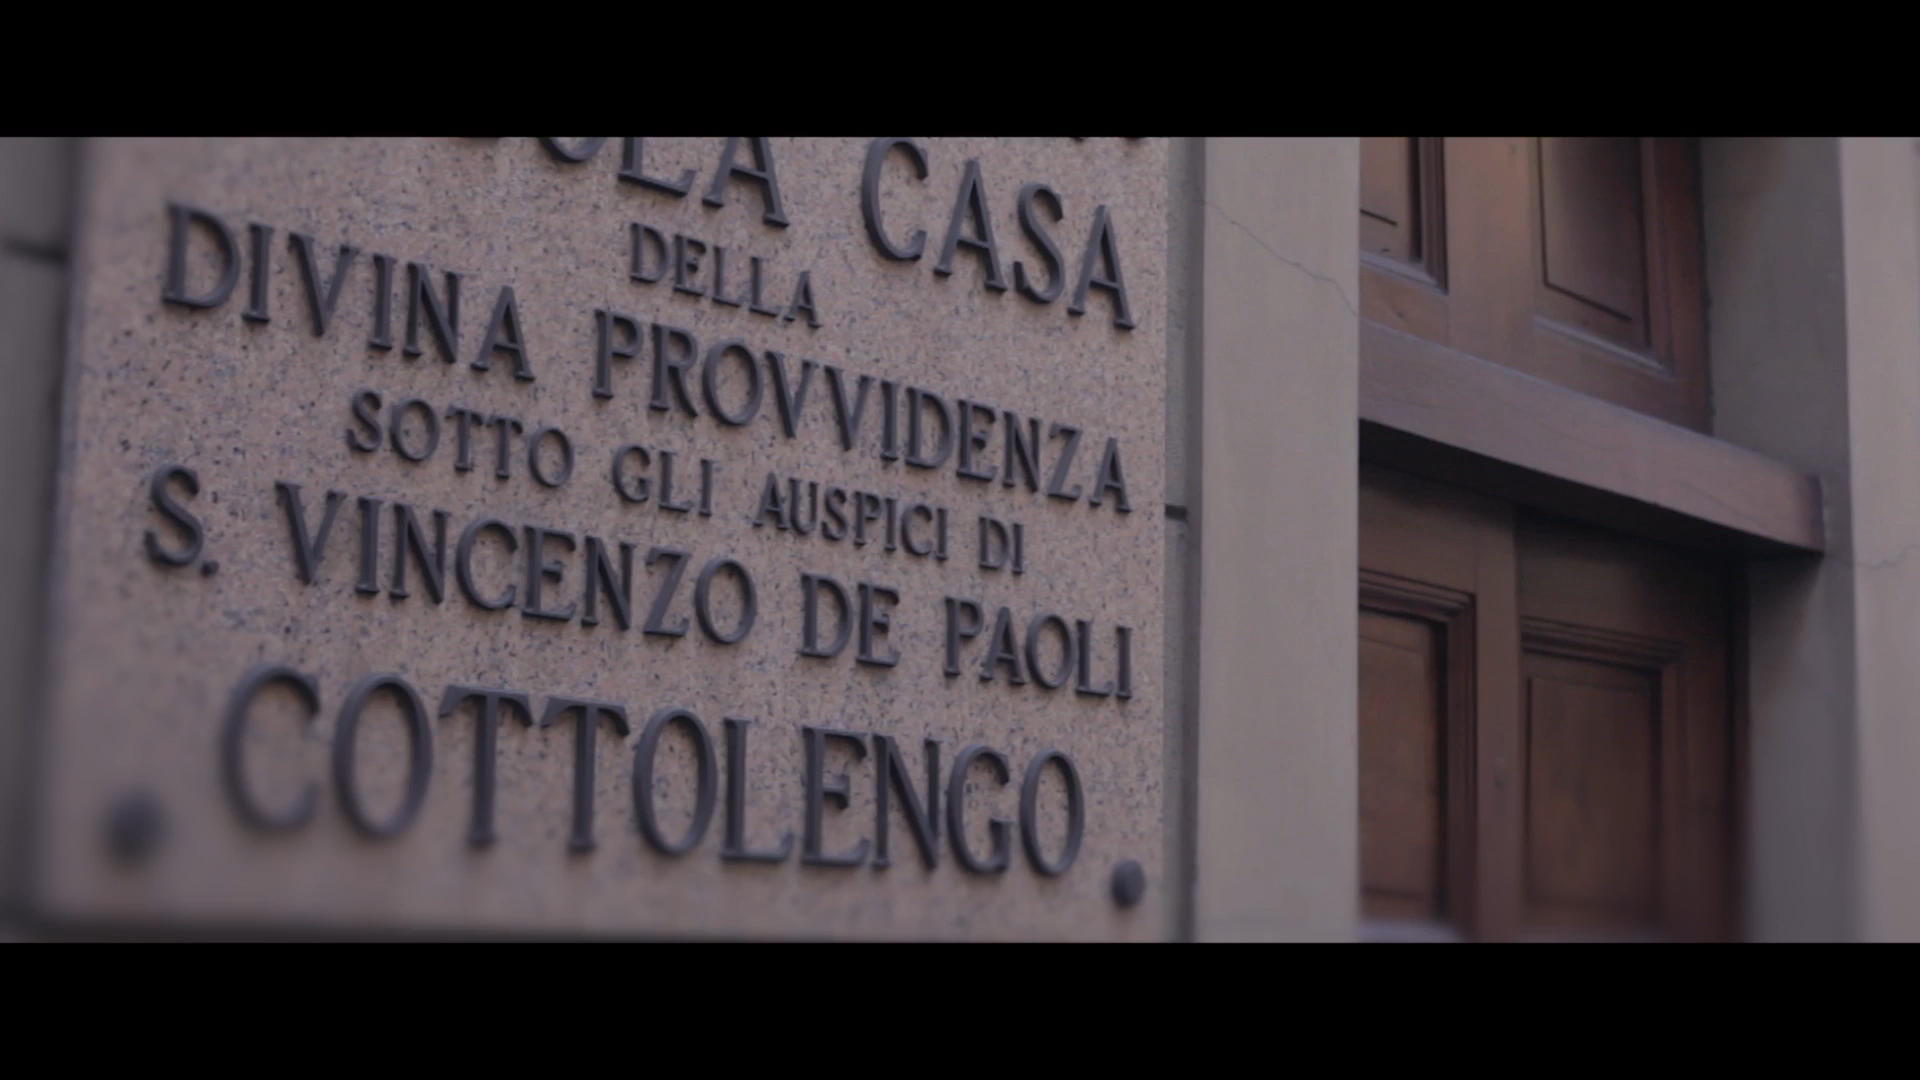 CASA
DELLA
DIVINA PROVVIDENZA
SOTTO GLI AUSPICI DI
S. VINCENZO DE PAOLI
COTTOLENGO